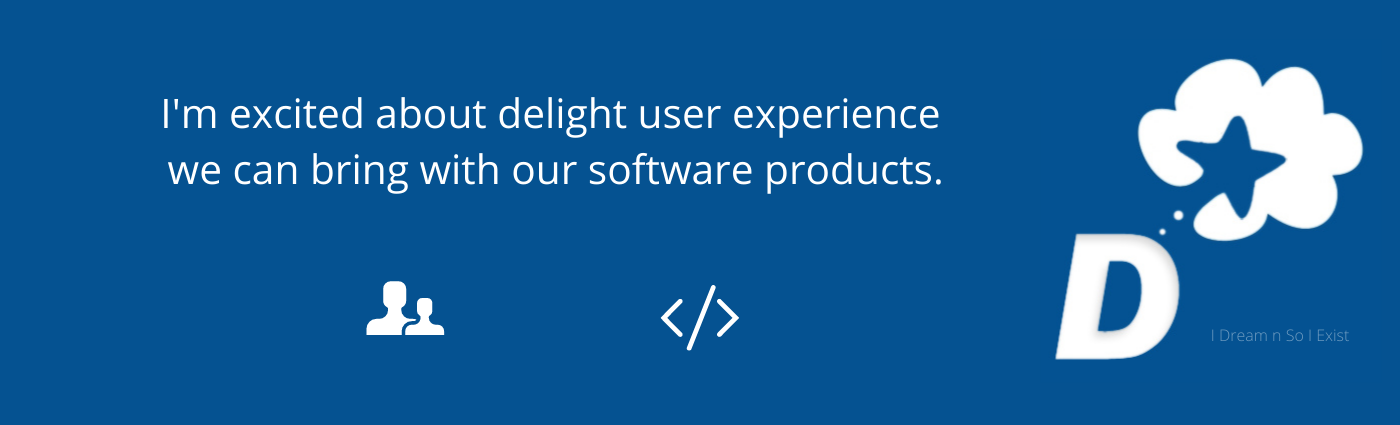 I'm excited about delight user experience
we can bring with our software products.
</>
D
I Dream n So I Exist